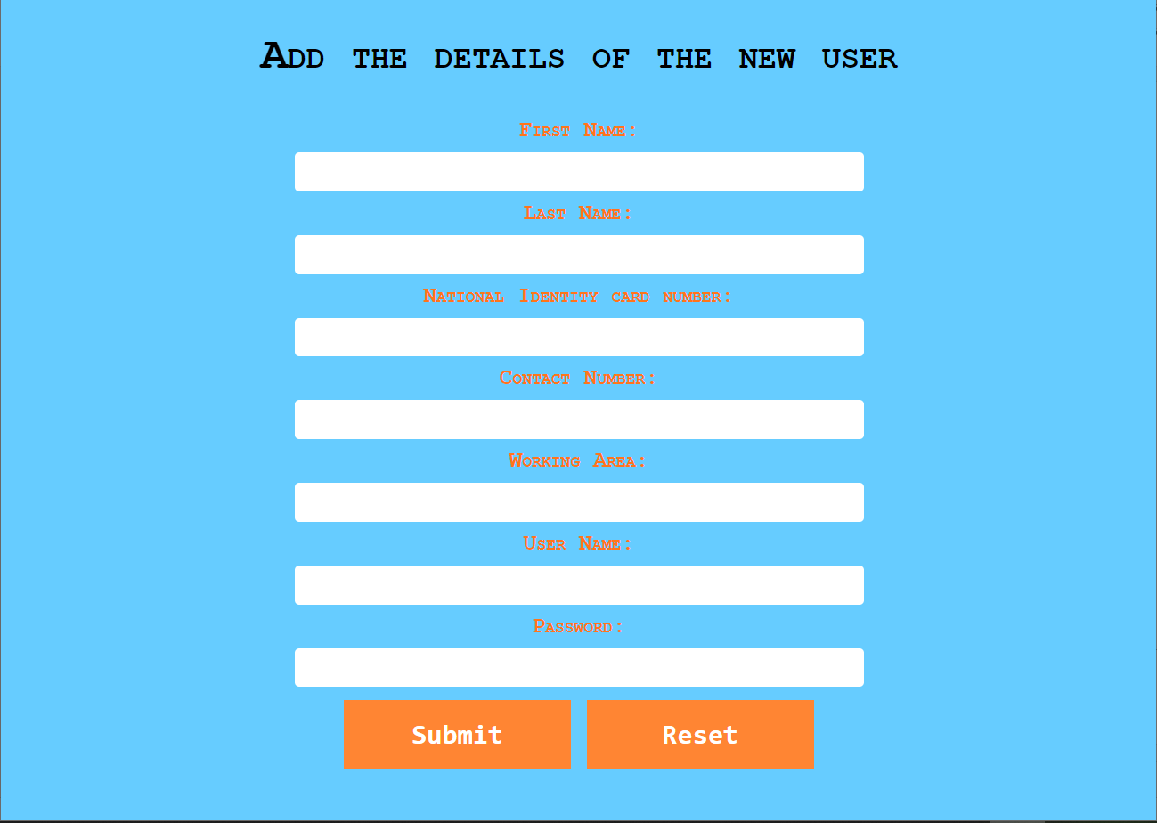 Add the details of the new user
First Name:
Last Name:
National Identity card number:
Contact Number:
Working Area:
User Name:
Password:
Submit Reset